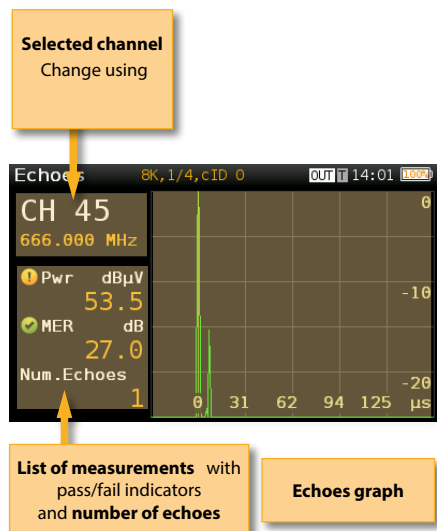 Selected channel
Change using
Echoes 8K,1/4,cID 0 OUT T 14:01 100%
CH 45
666.000 MHz
Pwr dBµV
53.5
MER dB
27.0
Num.Echoes
1
0
-10
-20
0 31 62 94 125 µs
List of measurements with
pass/fail indicators
and number of echoes
Echoes graph